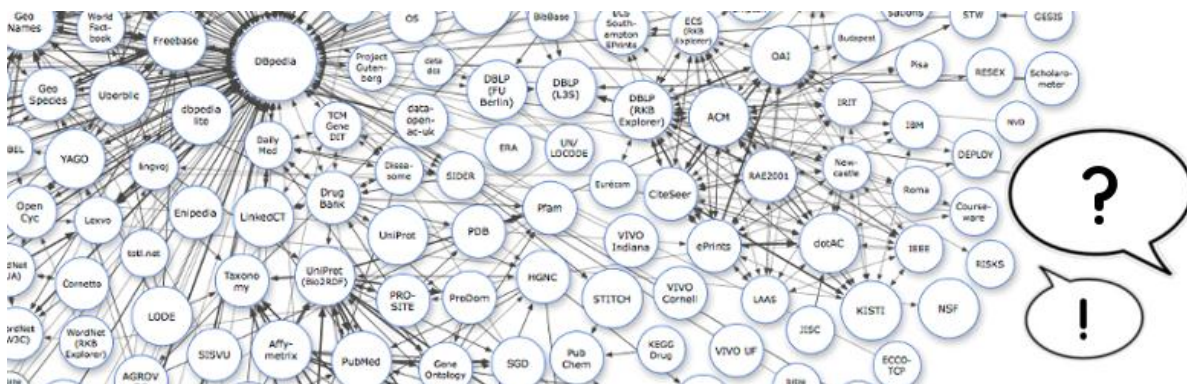 Geo
Names
World
Fact-
book
Freebase
DBpedia
OS
BibBase
ECS
South-
ampton
EPrints
ECS
(RKB
Explorer)
OAI
Budapest
STW
GESIS
Project
Guten-
berg
data
dcs
Pisa
RESEX
Scholaro-
meter
Geo
Species
Uberblic
dbpedia
lite
DBLP
(FU
Berlin)
DBLP
(L3S)
DBLP
(RKB
Explorer)
ACM
IRIT
IBM
NVD
TCM
Gene
DIT
data-
open-
ac-uk
ERA
UN/
LOCODE
DEPLOY
YAGO
lingvoj
Daily
Med
Disea-
some
SIDER
Eurécom
CiteSeer
RAE2001
New-
castle
Roma
Course-
ware
?
Open
Cyc
Lexvo
Enipedia
LinkedCT
Drug
Bank
Pfam
UniProt
PDB
VIVO
Indiana
ePrints
dotAC
IEEE
RISKS
totl.net
Cornetto
Taxono
my
UniProt
(Bio2RDF)
PRO-
SITE
ProDom
HGNC
STITCH
VIVO
Cornell
LAAS
KISTI
NSF
!
LODE
JISC
WordNet
(RKB
Explorer)
SISVU
Affy-
metrix
PubMed
Gene
Ontology
SGD
Pub
Chem
KEGG
Drug
VIVO UF
ECCO-
TCP
AGROV